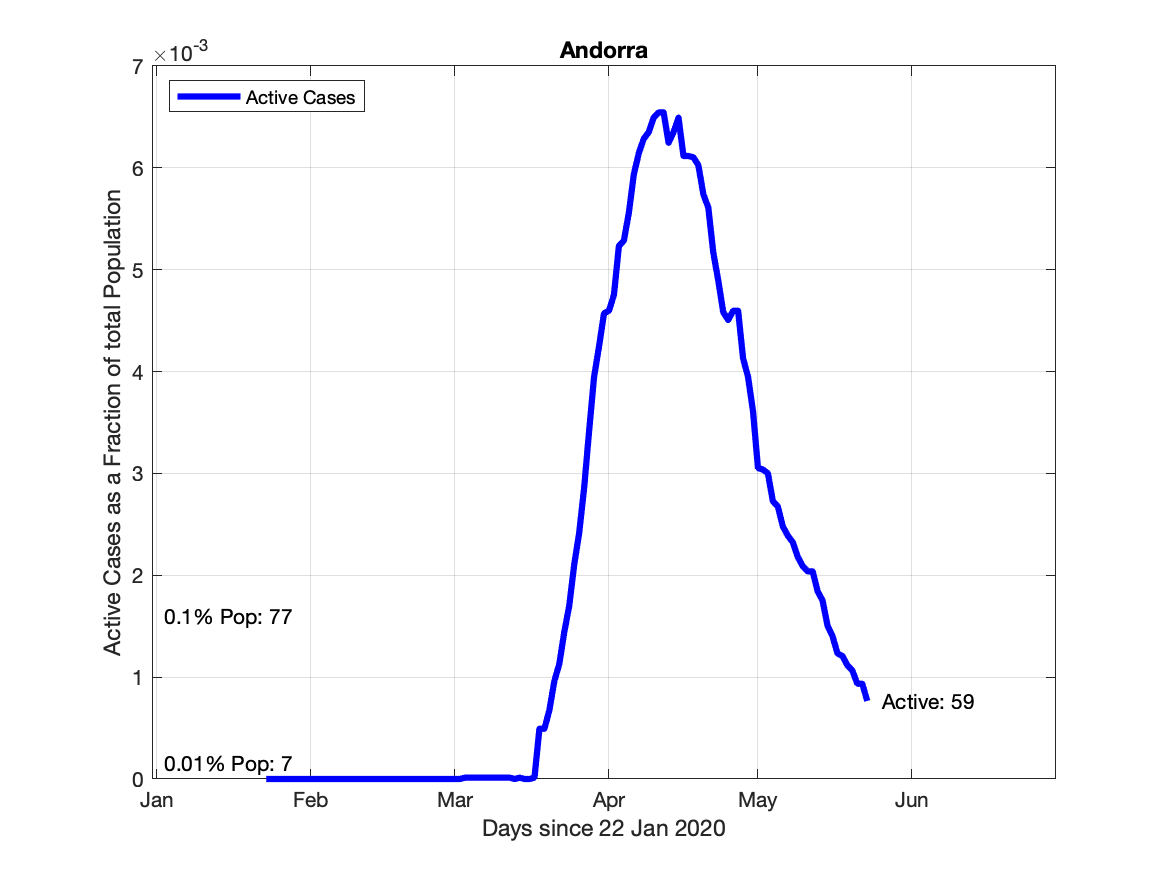 Andorra
×10-3
7
6
5
4
3
2
1
0
Active Cases as a Fraction of total Population
Active Cases
0.1% Pop: 77
0.01% Pop: 7
Active: 59
Jan Feb Mar Apr May Jun
Days since 22 Jan 2020